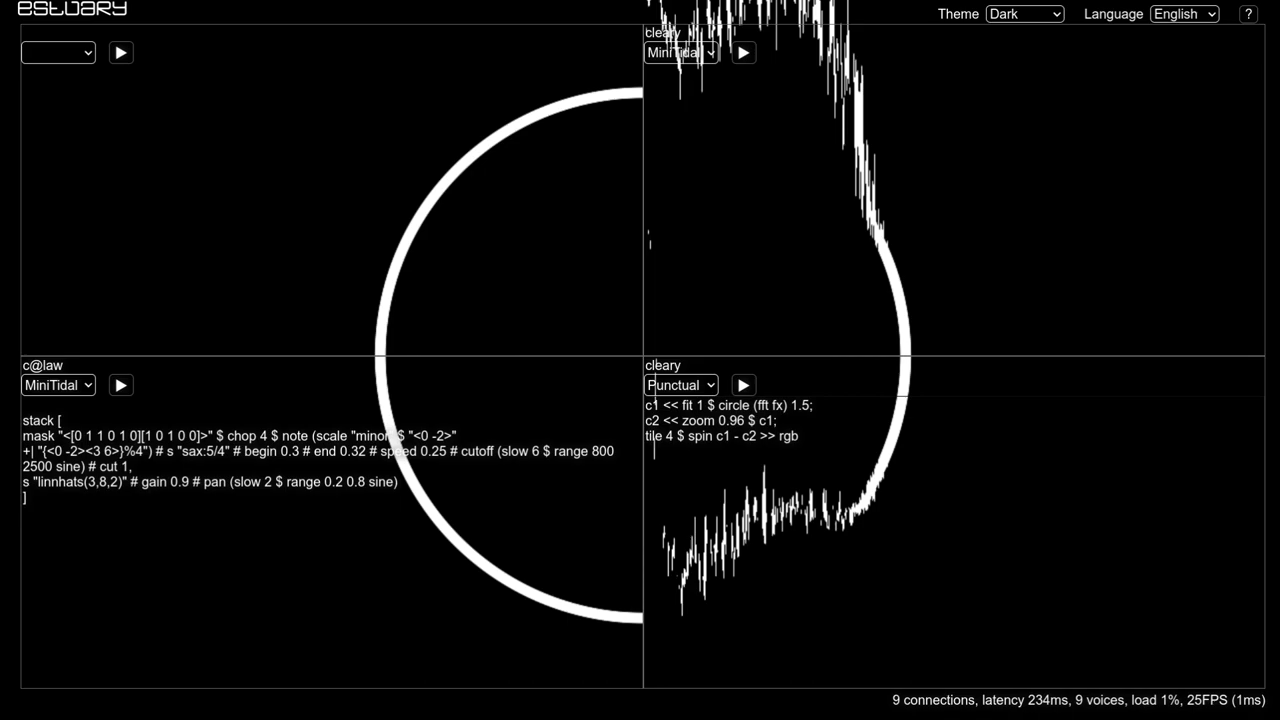 estuary
Theme Dark Language English ?
cleary
MiniTidal
c@law
MiniTidal
stack [
mask "<[0 1 1 0 1 0][1 0 1 0 0]>" $ chop 4 $ note (scale "minor" $ "<0 -2>"
+| "{<0 -2><3 6>}%4") # s "sax:5/4" # begin 0.3 # end 0.32 # speed 0.25 # cutoff (slow 6 $ range 800
2500 sine) # cut 1,
s "linnhats(3,8,2)" # gain 0.9 # pan (slow 2 $ range 0.2 0.8 sine)
]
cleary
Punctual
c1 << fit 1 $ circle (fft fx) 1.5;
c2 << zoom 0.96 $ c1;
tile 4 $ spin c1 - c2 >> rgb
9 connections, latency 234ms, 9 voices, load 1%, 25FPS (1ms)